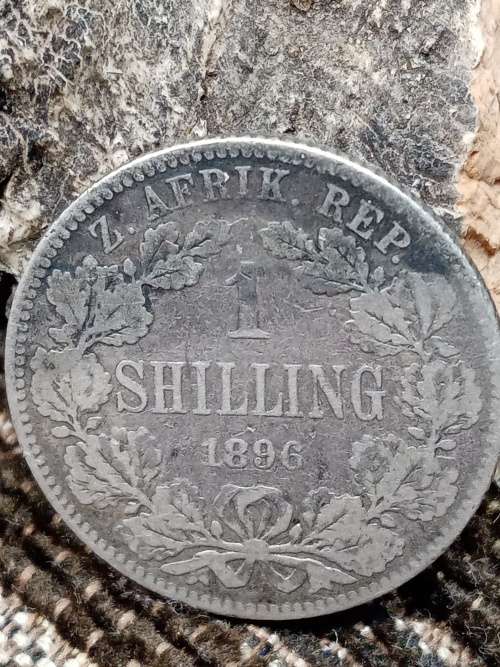 Z. AFRIK. REP.
1
SHILLING
1896